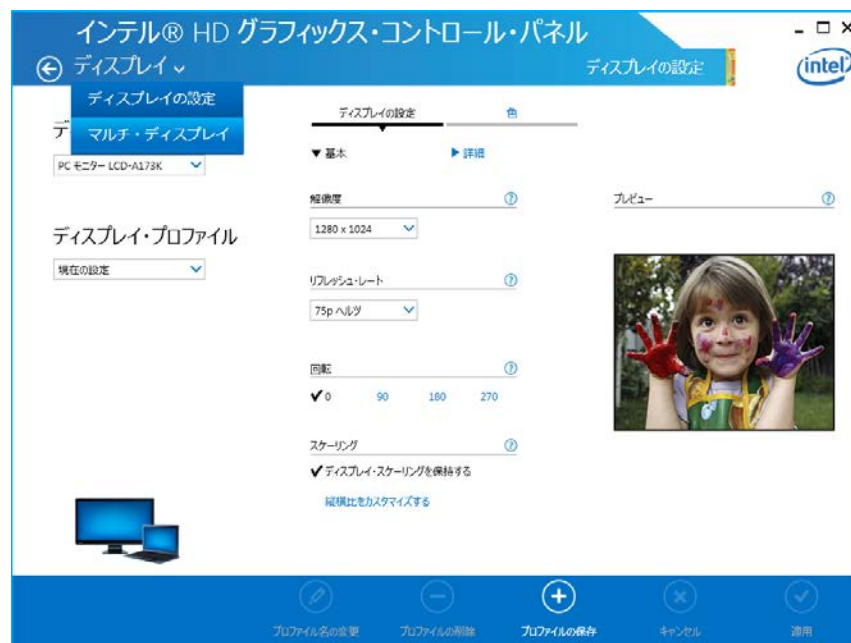 インテル® HD グラフィックス・コントロール・パネル
ディスプレイ
ディスプレイの設定
intel
ディスプレイの設定
マルチ・ディスプレイ
デ
PC モニター LCD-A173K
ディスプレイ・プロファイル
現在の設定
ディスプレイの設定
色
基本
詳細
解像度
1280 x 1024
リフレッシュ・レート
75p ヘルツ
回転
0 90 180 270
スケーリング
ディスプレイ・スケーリングを保持する
縦横比をカスタマイズする
プレビュー
プロファイル名の変更
プロファイルの削除
プロファイルの保存
キャンセル
適用